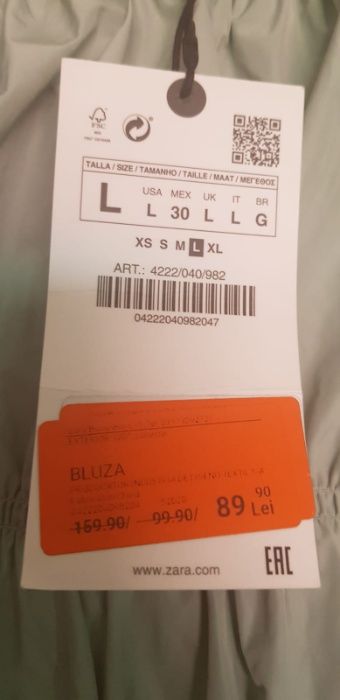 FSC
MIX
TALLA / SIZE / TAMANHO / TAILLE / MAAT / ΜΕΓΕΘΟΣ
USA MEX UK IT BR
L L 30 L L G
XS S M L XL
ART.: 4222/040/982
04222040982047
BLUZA
159.90/ 99.90/ 89 90 Lei
www.zara.com
EAC